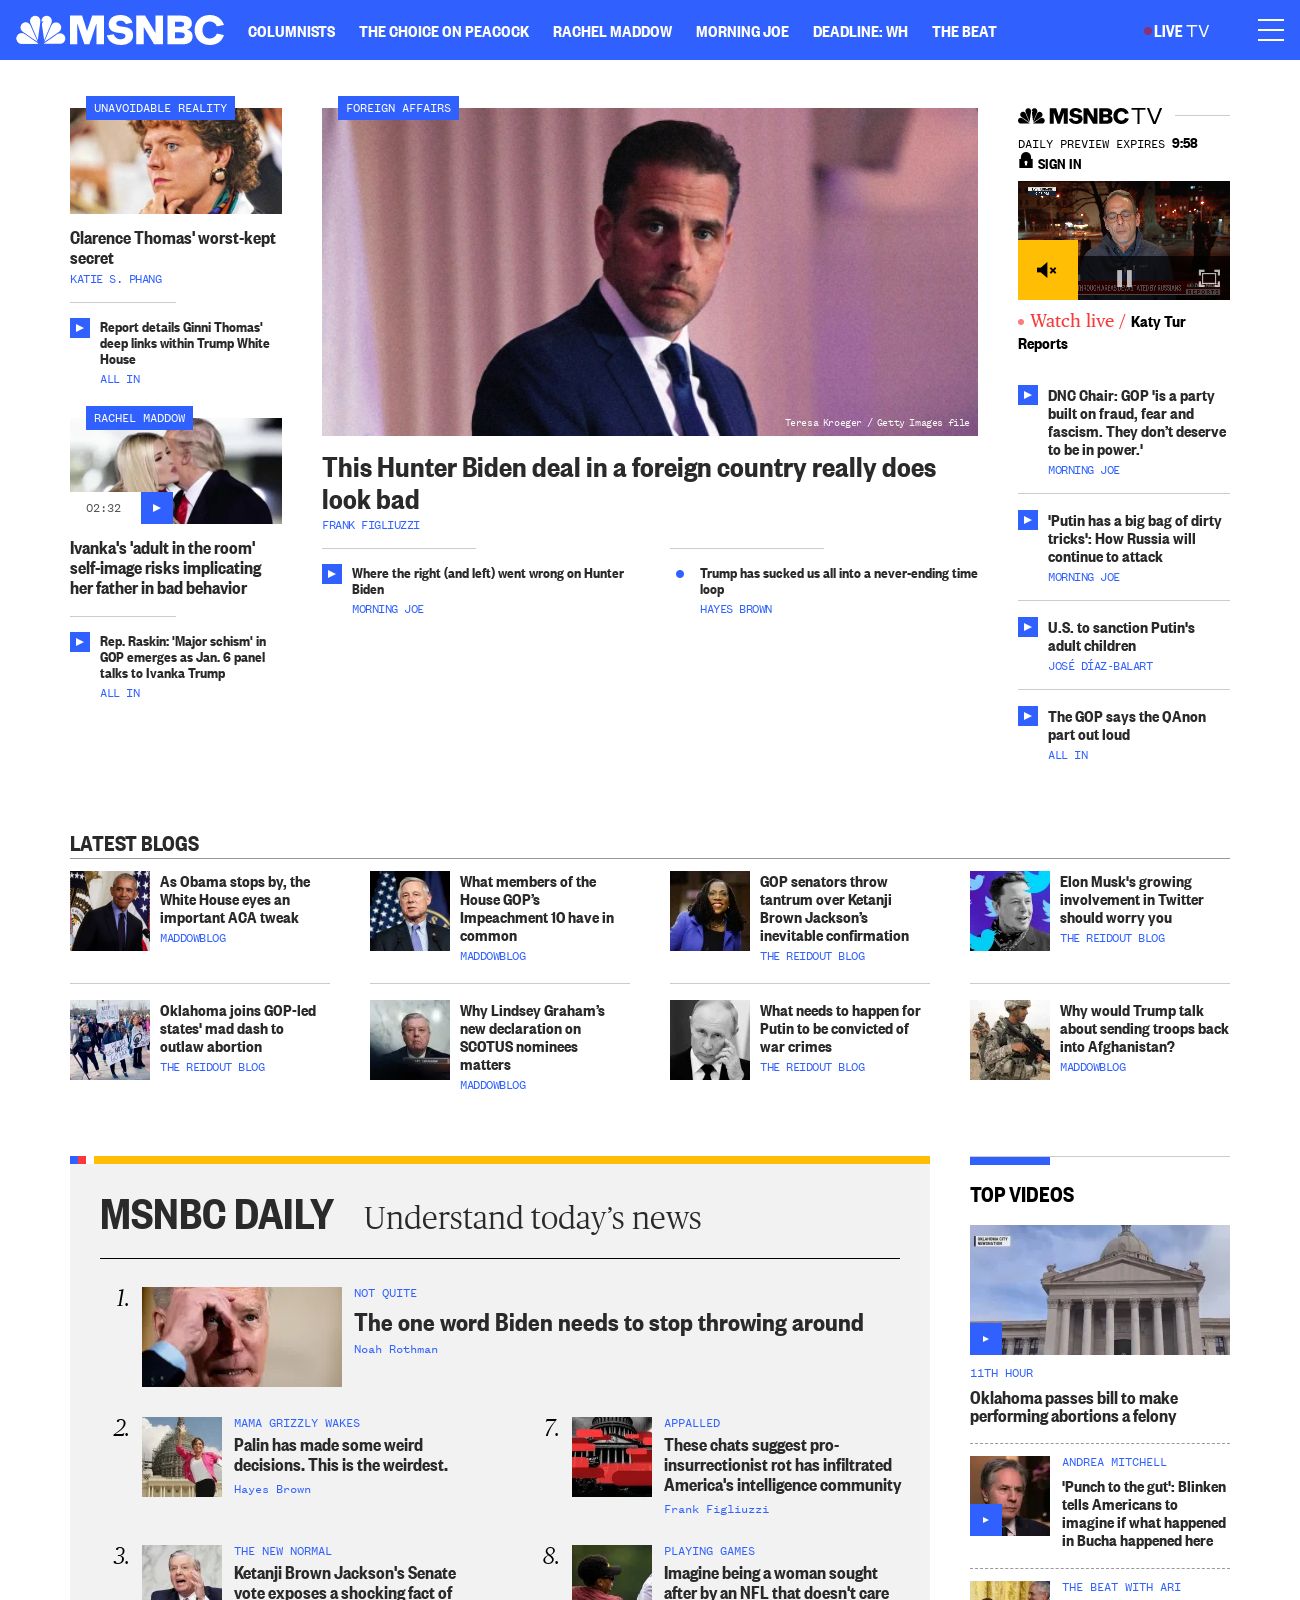 MSNBC COLUMNISTS THE CHOICE ON PEACOCK RACHEL MADDOW MORNING JOE DEADLINE: WH THE BEAT LIVE TV
UNAVOIDABLE REALITY
Clarence Thomas' worst-kept
secret
KATIE S. PHANG
Report details Ginni Thomas'
deep links within Trump White
House
ALL IN
RACHEL MADDOW
02:32
Ivanka's 'adult in the room'
self-image risks implicating
her father in bad behavior
Rep. Raskin: 'Major schism' in
GOP emerges as Jan. 6 panel
talks to Ivanka Trump
ALL IN
FOREIGN AFFAIRS
Teresa Kroeger / Getty Images file
This Hunter Biden deal in a foreign country really does
look bad
FRANK FIGLIUZZI
Where the right (and left) went wrong on Hunter
Biden
MORNING JOE
Trump has sucked us all into a never-ending time
loop
HAYES BROWN
MSNBC TV
DAILY PREVIEW EXPIRES 9:58
SIGN IN
Watch live / Katy Tur
Reports
DNC Chair: GOP 'is a party
built on fraud, fear and
fascism. They don't deserve
to be in power.'
MORNING JOE
'Putin has a big bag of dirty
tricks': How Russia will
continue to attack
MORNING JOE
U.S. to sanction Putin's
adult children
JOSÉ DÍAZ-BALART
The GOP says the QAnon
part out loud
ALL IN
LATEST BLOGS
As Obama stops by, the
White House eyes an
important ACA tweak
MADDOWBLOG
What members of the
House GOP's
Impeachment 10 have in
common
MADDOWBLOG
GOP senators throw
tantrum over Ketanji
Brown Jackson's
inevitable confirmation
THE REIDOUT BLOG
Elon Musk's growing
involvement in Twitter
should worry you
THE REIDOUT BLOG
Oklahoma joins GOP-led
states' mad dash to
outlaw abortion
THE REIDOUT BLOG
Why Lindsey Graham's
new declaration on
SCOTUS nominees
matters
MADDOWBLOG
What needs to happen for
Putin to be convicted of
war crimes
THE REIDOUT BLOG
Why would Trump talk
about sending troops back
into Afghanistan?
MADDOWBLOG
MSNBC DAILY Understand today's news
1.
NOT QUITE
The one word Biden needs to stop throwing around
Noah Rothman
2.
MAMA GRIZZLY WAKES
Palin has made some weird
decisions. This is the weirdest.
Hayes Brown
3.
THE NEW NORMAL
Ketanji Brown Jackson's Senate
vote exposes a shocking fact of
7.
APPALLED
These chats suggest pro-
insurrectionist rot has infiltrated
America's intelligence community
Frank Figliuzzi
8.
PLAYING GAMES
Imagine being a woman sought
after by an NFL that doesn't care
TOP VIDEOS
11TH HOUR
Oklahoma passes bill to make
performing abortions a felony
ANDREA MITCHELL
'Punch to the gut': Blinken
tells Americans to
imagine if what happened
in Bucha happened here
THE BEAT WITH ARI